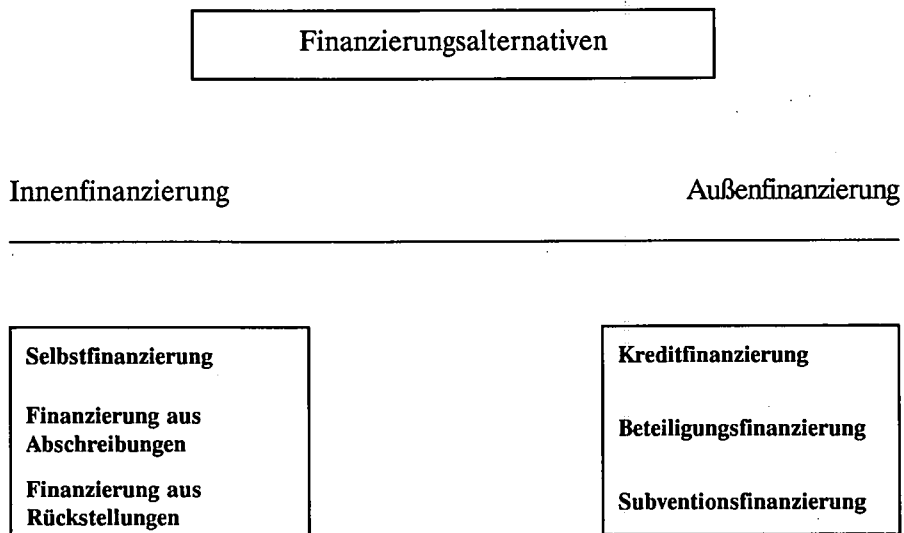 Finanzierungsalternativen
Innenfinanzierung
Außenfinanzierung
Selbstfinanzierung
Finanzierung aus
Abschreibungen
Finanzierung aus
Rückstellungen
Kreditfinanzierung
Beteiligungsfinanzierung
Subventionsfinanzierung